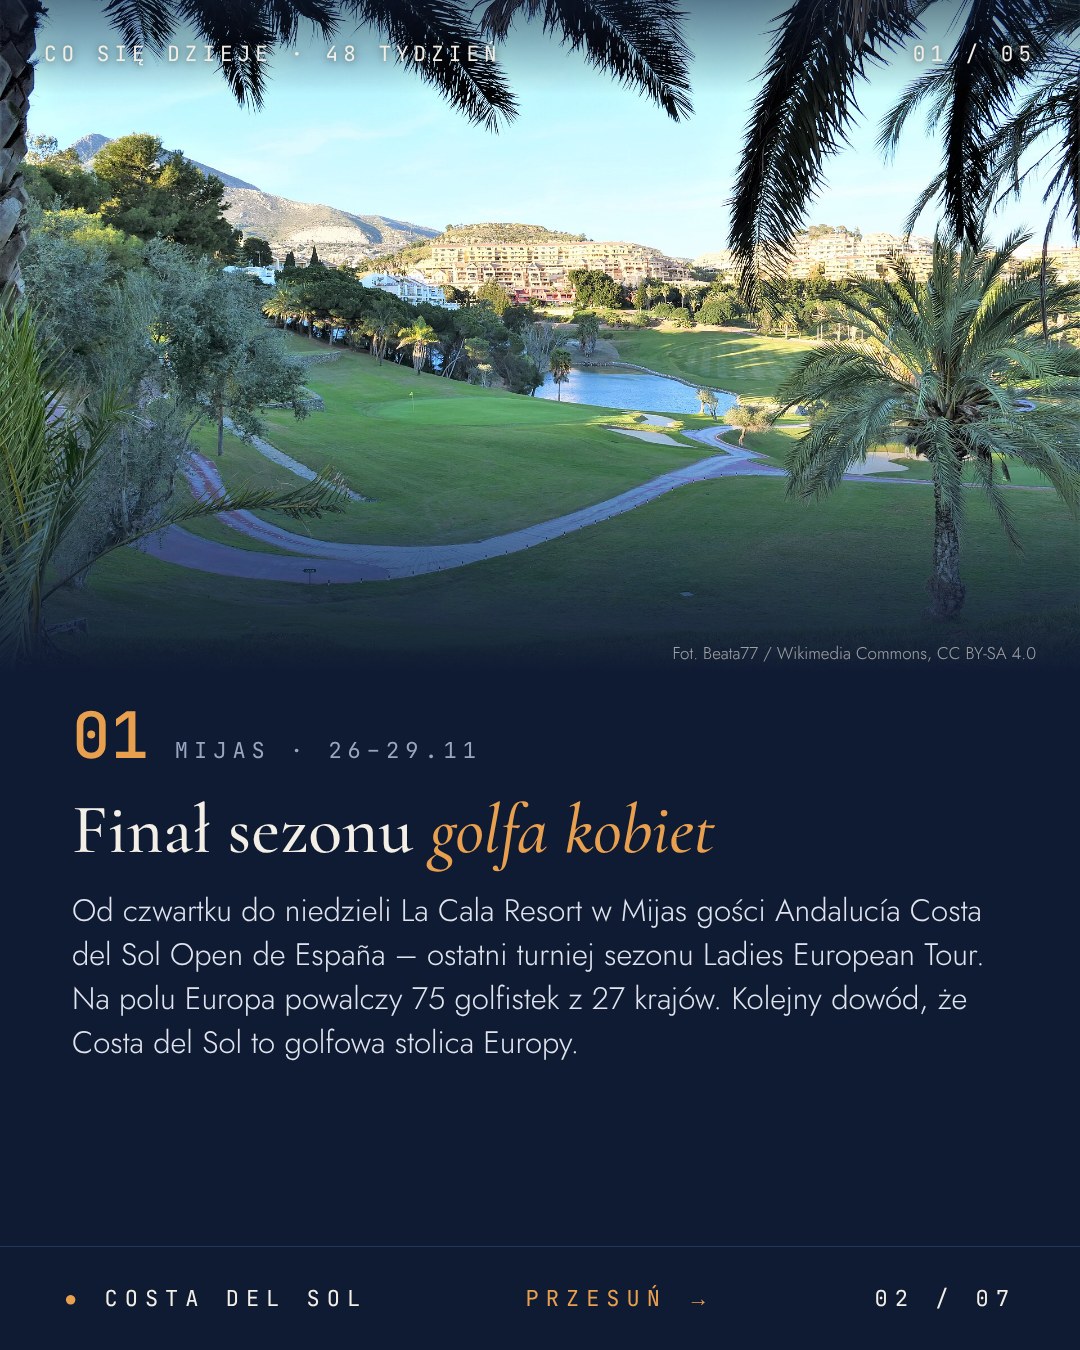 CO SIĘ DZIEJE · 48 TYDZIEŃ
01 / 05
Fot. Beata77 / Wikimedia Commons, CC BY-SA 4.0
01 MIJAS · 26–29.11
Finał sezonu golfa kobiet
Od czwartku do niedzieli La Cala Resort w Mijas gości Andalucía Costa
del Sol Open de España – ostatni turniej sezonu Ladies European Tour.
Na polu Europa powalczy 75 golfistek z 27 krajów. Kolejny dowód, że
Costa del Sol to golfowa stolica Europy.
• COSTA DEL SOL
PRZESUŃ →
02 / 07